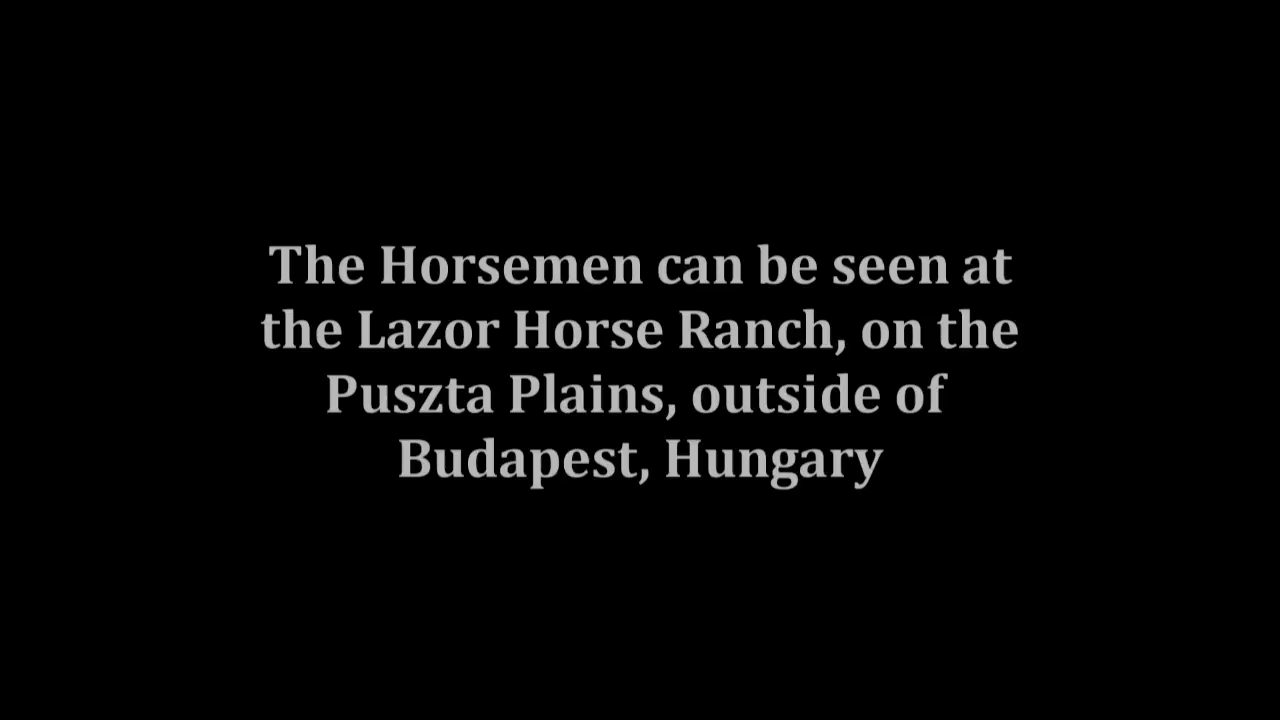 The Horsemen can be seen at
the Lazor Horse Ranch, on the
Puszta Plains, outside of
Budapest, Hungary